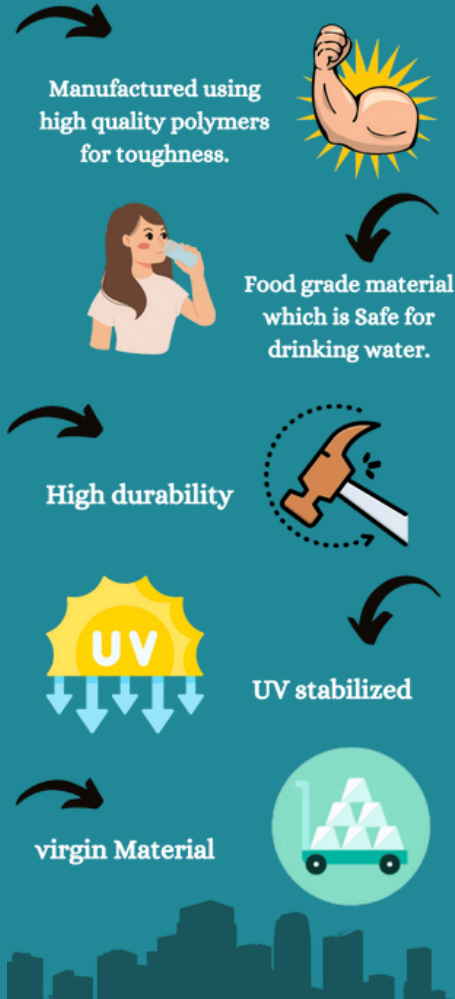 Manufactured using
high quality polymers
for toughness.
Food grade material
which is Safe for
drinking water.
High durability
UV
UV stabilized
virgin Material